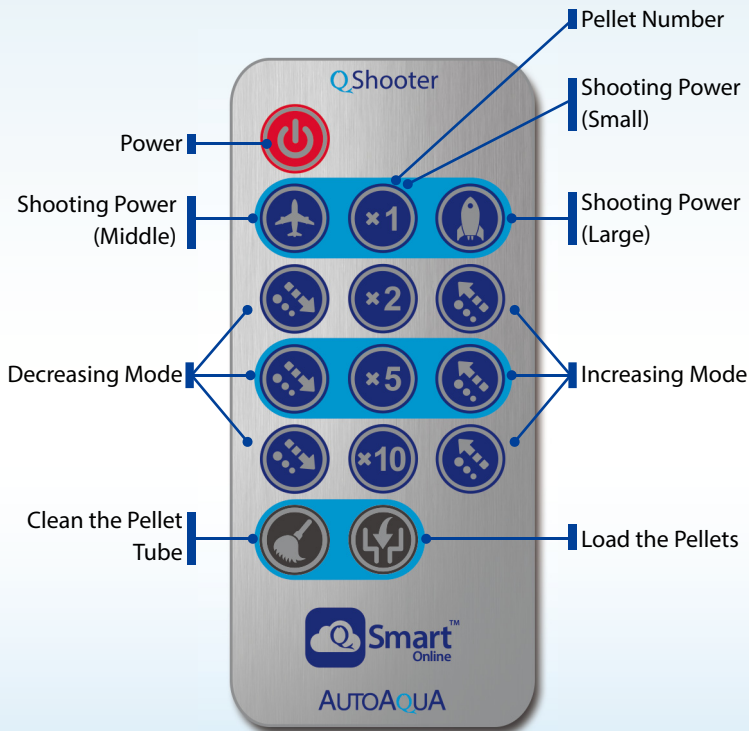 Pellet Number
QShooter
Shooting Power
(Small)
Power
Shooting Power
(Middle)
×1
Shooting Power
(Large)
×2
Decreasing Mode
×5
Increasing Mode
×10
Clean the Pellet
Tube
Load the Pellets
Q Smart™
Online
AUTOAQUA